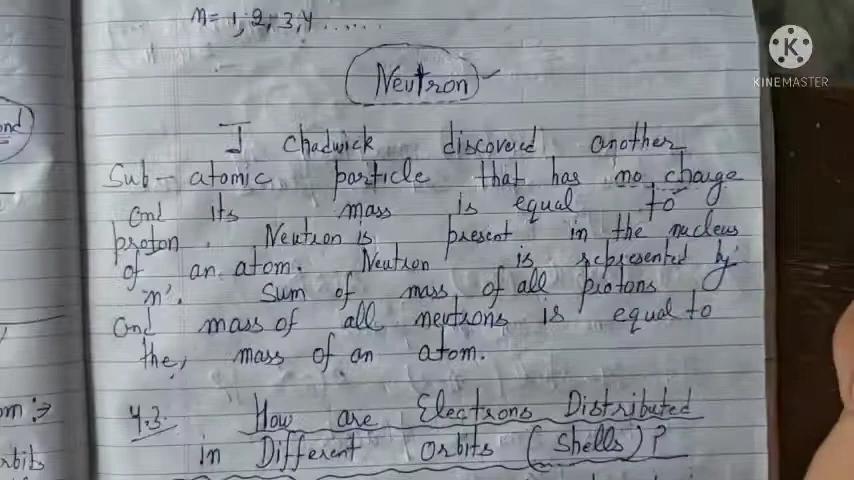 n= 1, 2, 3, 4 ......
K
KINEMASTER
Neutron
ond
J chadwick discovered another
Sub-atomic particle that has no charge
and its mass is equal to
proton. Neutron is present in the nucleus
of an atom. Neutron is represented by
'n'. Sum of mass of all protons
and mass of all neutrons is equal to
the, mass of an atom.
om :→
4.3. How are Electrons Distributed
rbits
in Different Orbits (Shells)?